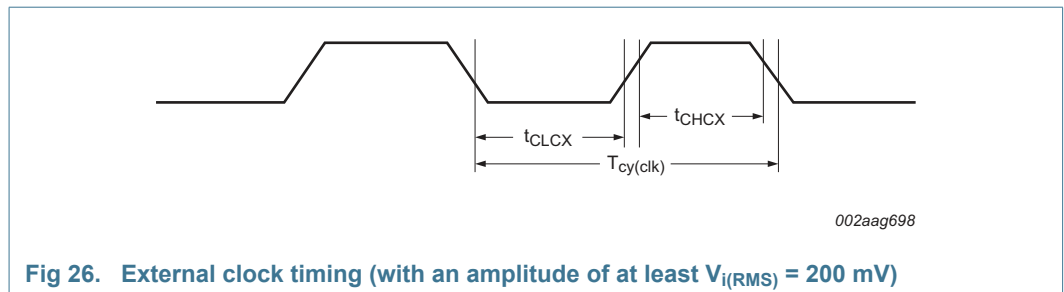 tCLCX
tCHCX
Tcy(clk)
002aag698
Fig 26. External clock timing (with an amplitude of at least Vi(RMS) = 200 mV)